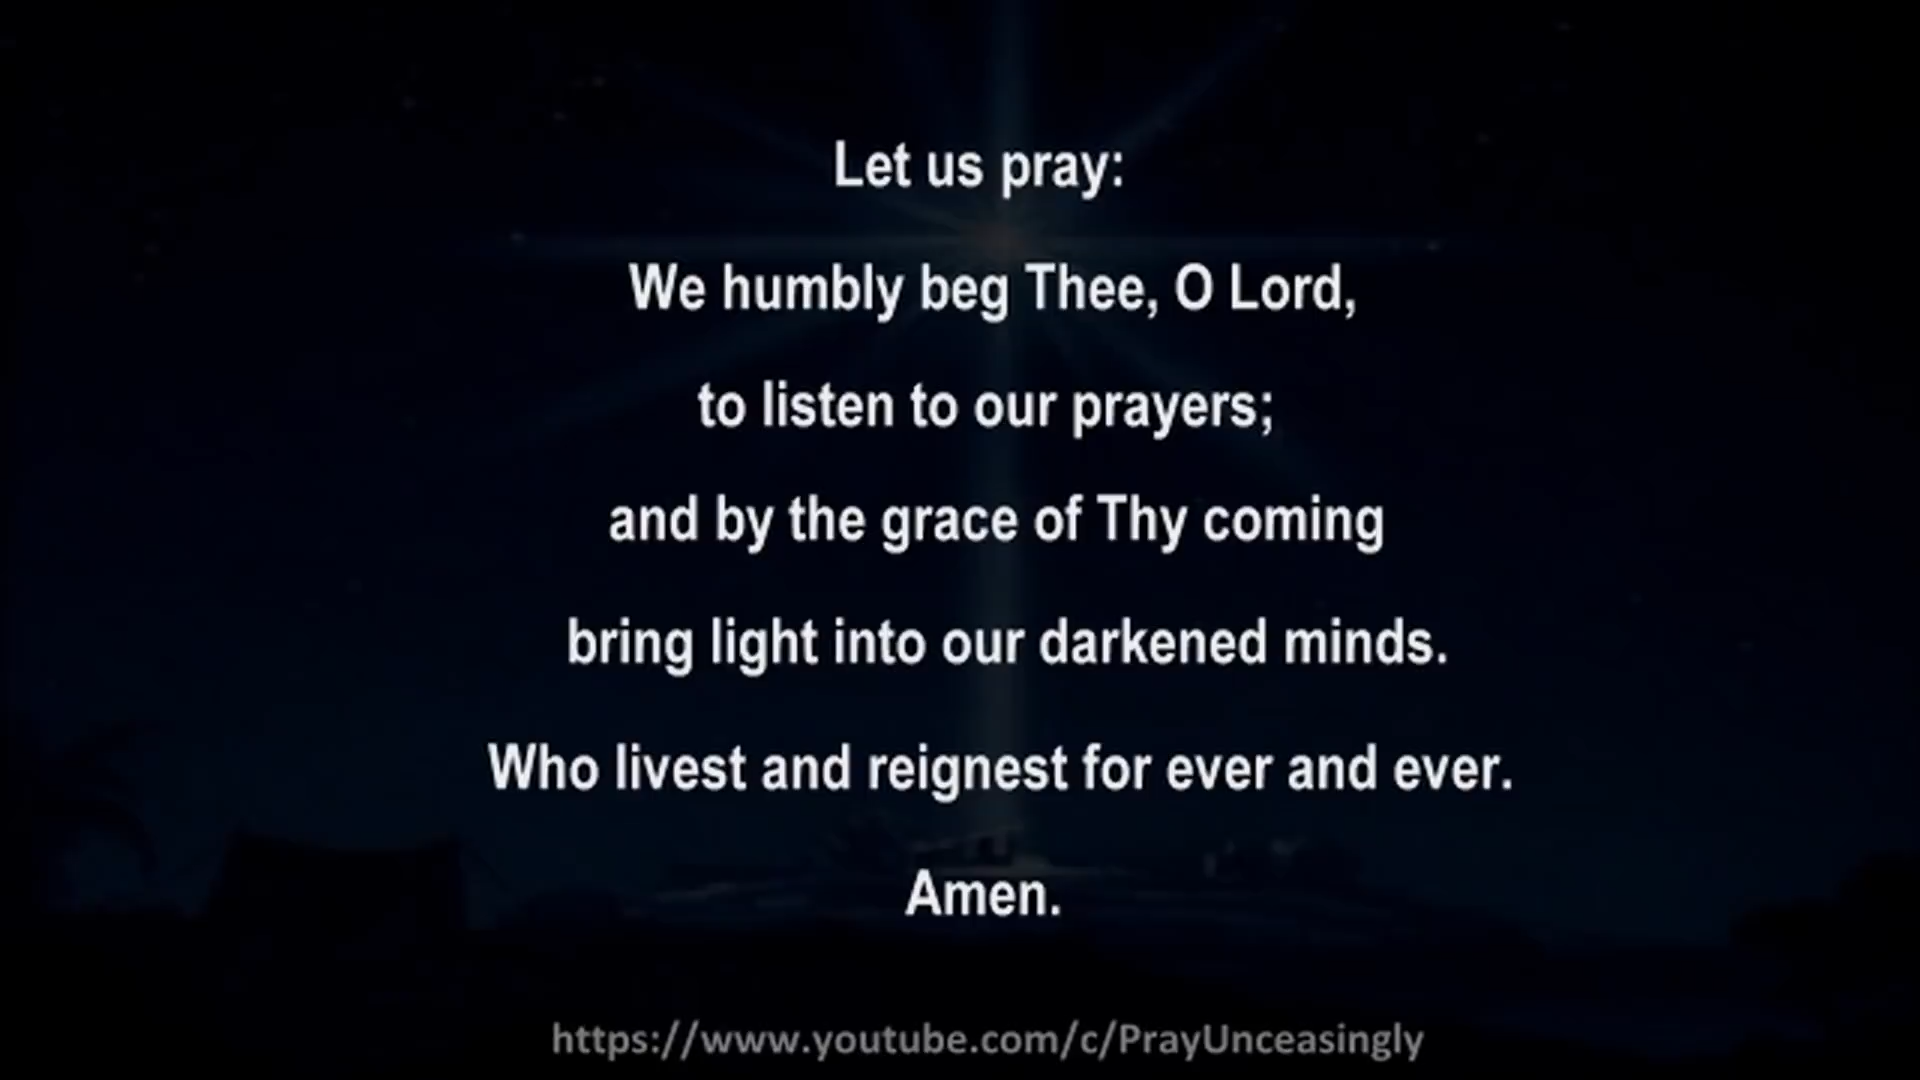 Let us pray:
We humbly beg Thee, O Lord,
to listen to our prayers;
and by the grace of Thy coming
bring light into our darkened minds.
Who livest and reignest for ever and ever.
Amen.
https://www.youtube.com/c/PrayUnceasingly